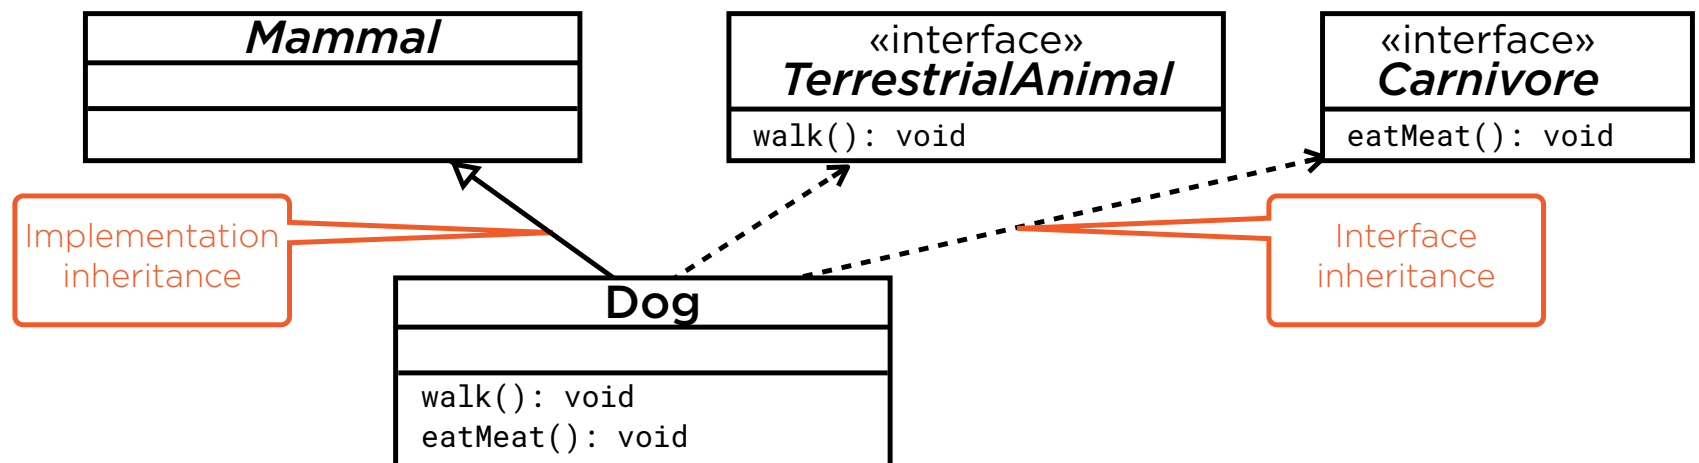 Mammal
«interface»
TerrestrialAnimal
walk(): void
«interface»
Carnivore
eatMeat(): void
Implementation
inheritance
Interface
inheritance
Dog
walk(): void
eatMeat(): void